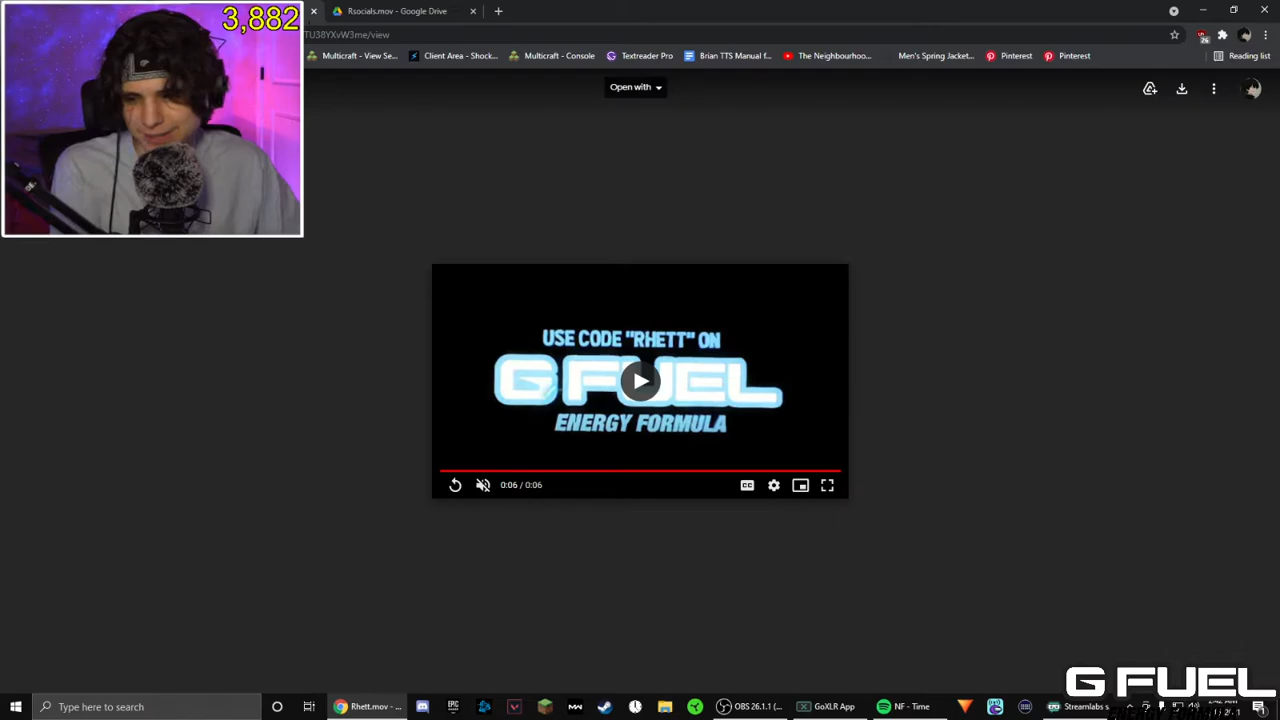 3,882
Rsocials.mov - Google Drive
TU38YXvW3me/view
Multicraft - View Se...
Client Area - Shock...
Multicraft - Console
Textreader Pro
Brian TTS Manual f...
The Neighbourhoo...
Men's Spring Jacket...
Pinterest
Pinterest
Reading list
Open with
USE CODE "RHETT" ON
G FUEL
ENERGY FORMULA
0:06 / 0:06
CC
G FUEL
Type here to search
Rhett.mov - ...
OBS 26.1.1 (...
GoXLR App
NF - Time
Streamlabs